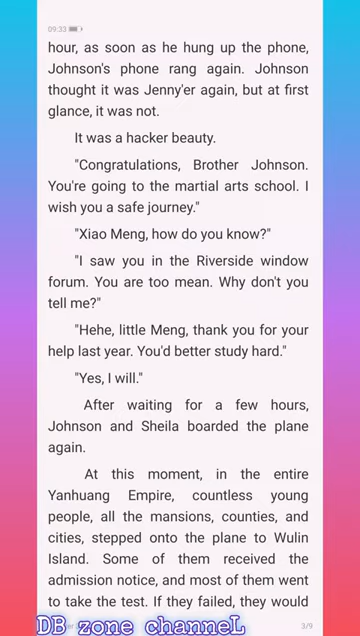 09:33
hour, as soon as he hung up the phone,
Johnson's phone rang again. Johnson
thought it was Jenny'er again, but at first
glance, it was not.
It was a hacker beauty.
"Congratulations, Brother Johnson.
You're going to the martial arts school. I
wish you a safe journey."
"Xiao Meng, how do you know?"
"I saw you in the Riverside window
forum. You are too mean. Why don't you
tell me?"
"Hehe, little Meng, thank you for your
help last year. You'd better study hard."
"Yes, I will."
After waiting for a few hours,
Johnson and Sheila boarded the plane
again.
At this moment, in the entire
Yanhuang Empire, countless young
people, all the mansions, counties, and
cities, stepped onto the plane to Wulin
Island. Some of them received the
admission notice, and most of them went
to take the test. If they failed, they would
3/9
DB zone channeL